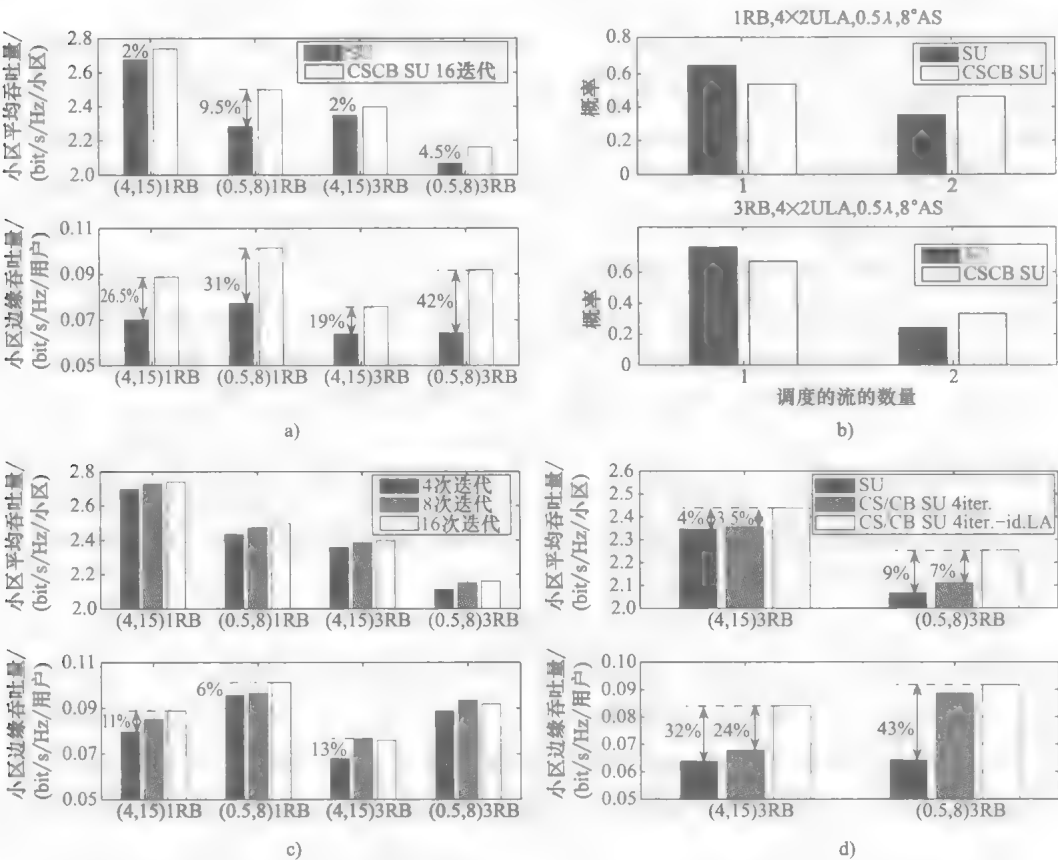 小区平均吞吐量/
(bit/s/Hz/小区)
2.8
2.6
2.4
2.2
2.0
2%
9.5%
2%
4.5%
CSCB SU 16迭代
(4,15)1RB
(0.5,8)1RB
(4,15)3RB
(0.5,8)3RB
小区边缘吞吐量/
(bit/s/Hz/用户)
0.11
0.09
0.07
0.05
26.5%
31%
19%
42%
(4,15)1RB
(0.5,8)1RB
(4,15)3RB
(0.5,8)3RB
a)
1RB,4×2ULA,0.5λ,8°AS
概率
0.8
0.6
0.4
0.2
0
SU
CSCB SU
1
2
3RB,4×2ULA,0.5λ,8°AS
概率
0.6
0.4
0.2
0
CSCB SU
1
2
调度的流的数量
b)
小区平均吞吐量/
(bit/s/Hz/小区)
2.8
2.6
2.4
2.2
2.0
4次迭代
8次迭代
16次迭代
(4,15)1RB
(0.5,8)1RB
(4,15)3RB
(0.5,8)3RB
小区边缘吞吐量/
(bit/s/Hz/用户)
0.11
0.09
0.07
0.05
11%
6%
13%
(4,15)1RB
(0.5,8)1RB
(4,15)3RB
(0.5,8)3RB
c)
小区平均吞吐量/
(bit/s/Hz/小区)
2.6
2.5
2.4
2.3
2.2
2.1
2.0
SU
CS/CB SU 4iter.
CS/CB SU 4iter.-id.LA
4%
3.5%
9%
7%
(4,15)3RB
(0.5,8)3RB
小区边缘吞吐量/
(bit/s/Hz/用户)
0.10
0.09
0.08
0.07
0.06
0.05
32%
24%
43%
(4,15)3RB
(0.5,8)3RB
d)